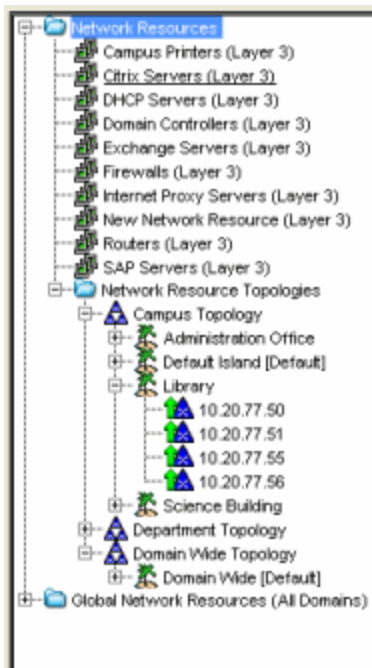 Network Resources
Campus Printers (Layer 3)
Citrix Servers (Layer 3)
DHCP Servers (Layer 3)
Domain Controllers (Layer 3)
Exchange Servers (Layer 3)
Firewalls (Layer 3)
Internet Proxy Servers (Layer 3)
New Network Resource (Layer 3)
Routers (Layer 3)
SAP Servers (Layer 3)
Network Resource Topologies
Campus Topology
Administration Office
Default Island [Default]
Library
10.20.77.50
10.20.77.51
10.20.77.55
10.20.77.56
Science Building
Department Topology
Domain Wide Topology
Domain Wide [Default]
Global Network Resources (All Domains)